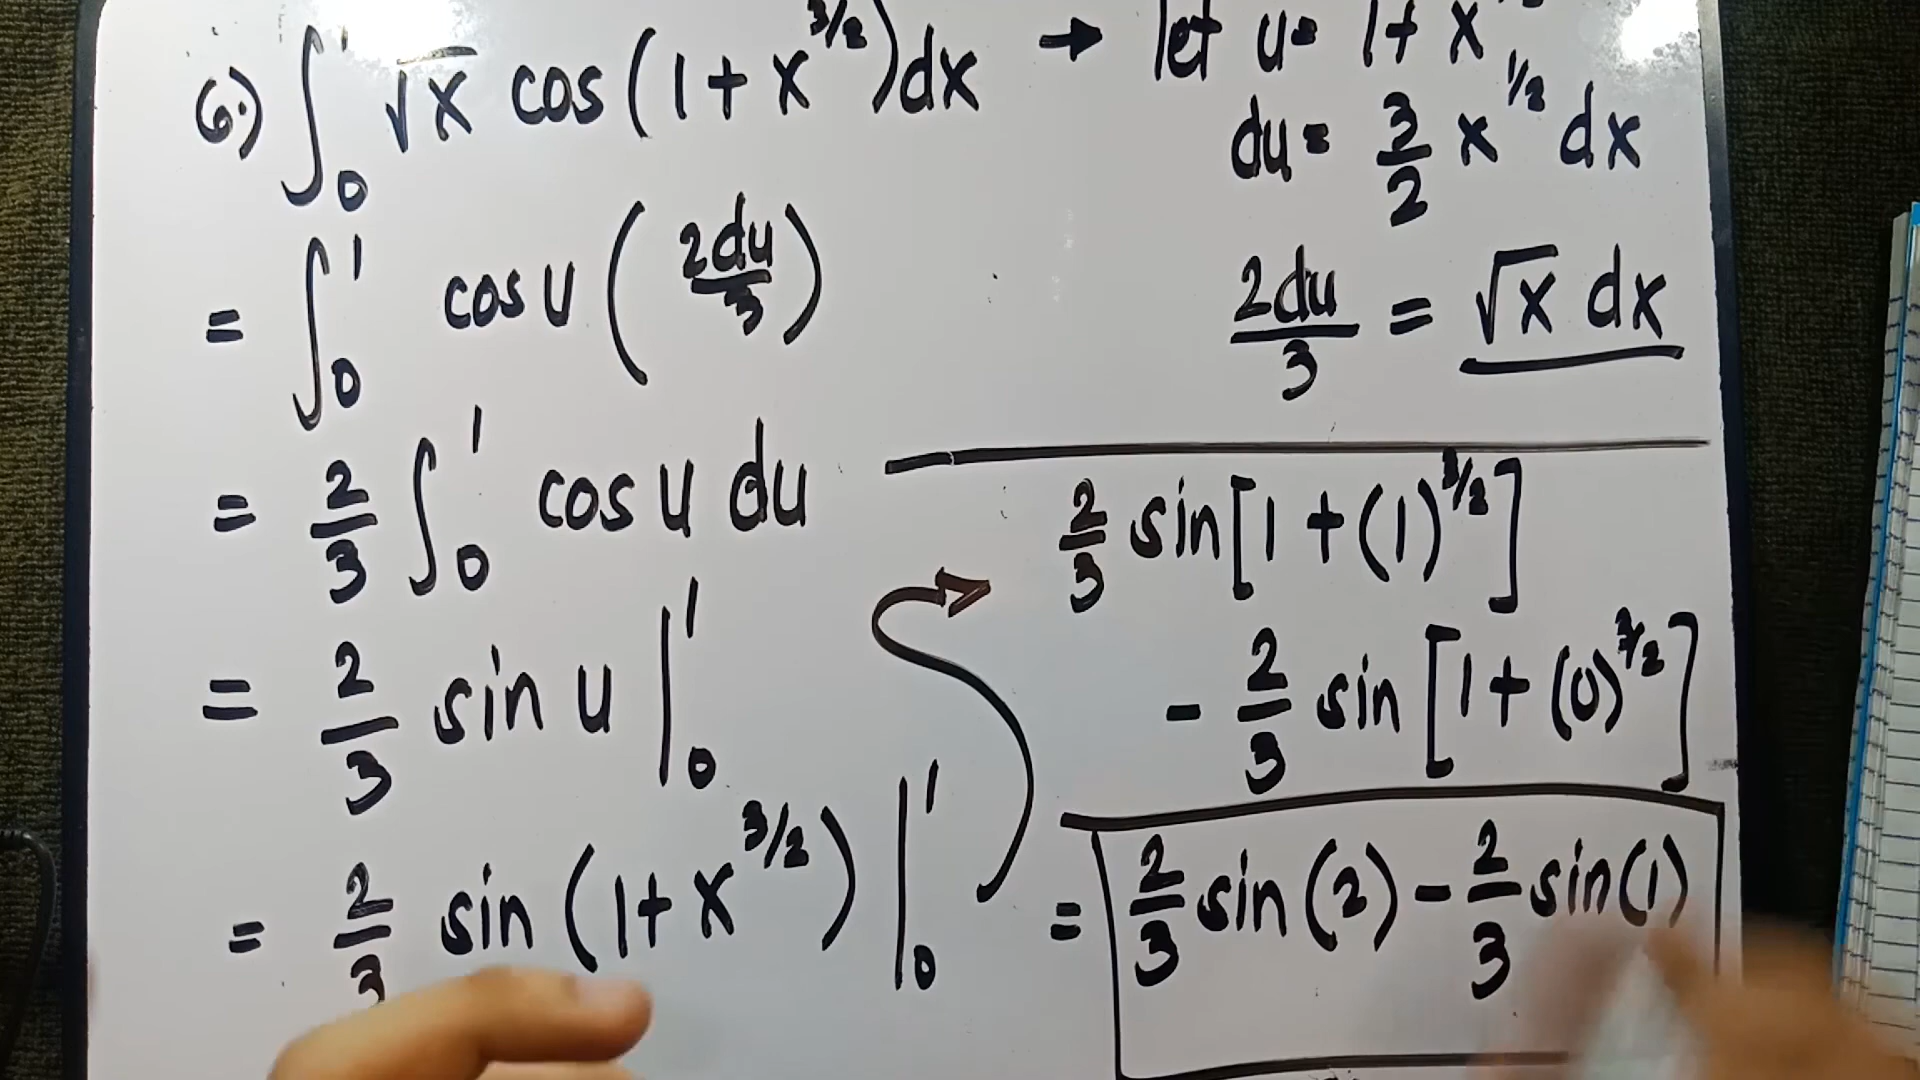 6.) ∫₀¹ √x cos(1 + x^3/2)dx → let u = 1 + x
du = 3/2 x^1/2 dx
= ∫₀¹ cos u (2du/3)
2du/3 = √x dx
= 2/3 ∫₀¹ cos u du
= 2/3 sin u |₀¹
= 2/3 sin (1 + x^3/2) |₀¹
2/3 sin[1 + (1)^3/2]
- 2/3 sin [1 + (0)^3/2]
= 2/3 sin (2) - 2/3 sin(1)